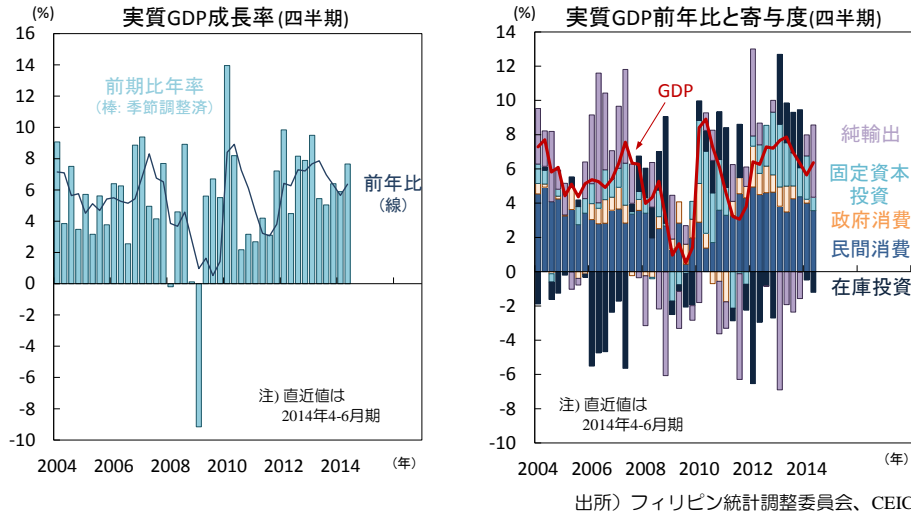 実質GDP成長率(四半期)
(%)
16
14
12
10
8
6
4
2
0
-2
-4
-6
-8
-10
前期比年率
(棒: 季節調整済)
前年比
(線)
注) 直近値は
2014年4-6月期
2004 2006 2008 2010 2012 2014 (年)
実質GDP前年比と寄与度(四半期)
(%)
14
12
10
8
6
4
2
0
-2
-4
-6
-8
-10
GDP
純輸出
固定資本
投資
政府消費
民間消費
在庫投資
注) 直近値は
2014年4-6月期
2004 2006 2008 2010 2012 2014 (年)
出所）フィリピン統計調整委員会、CEIC